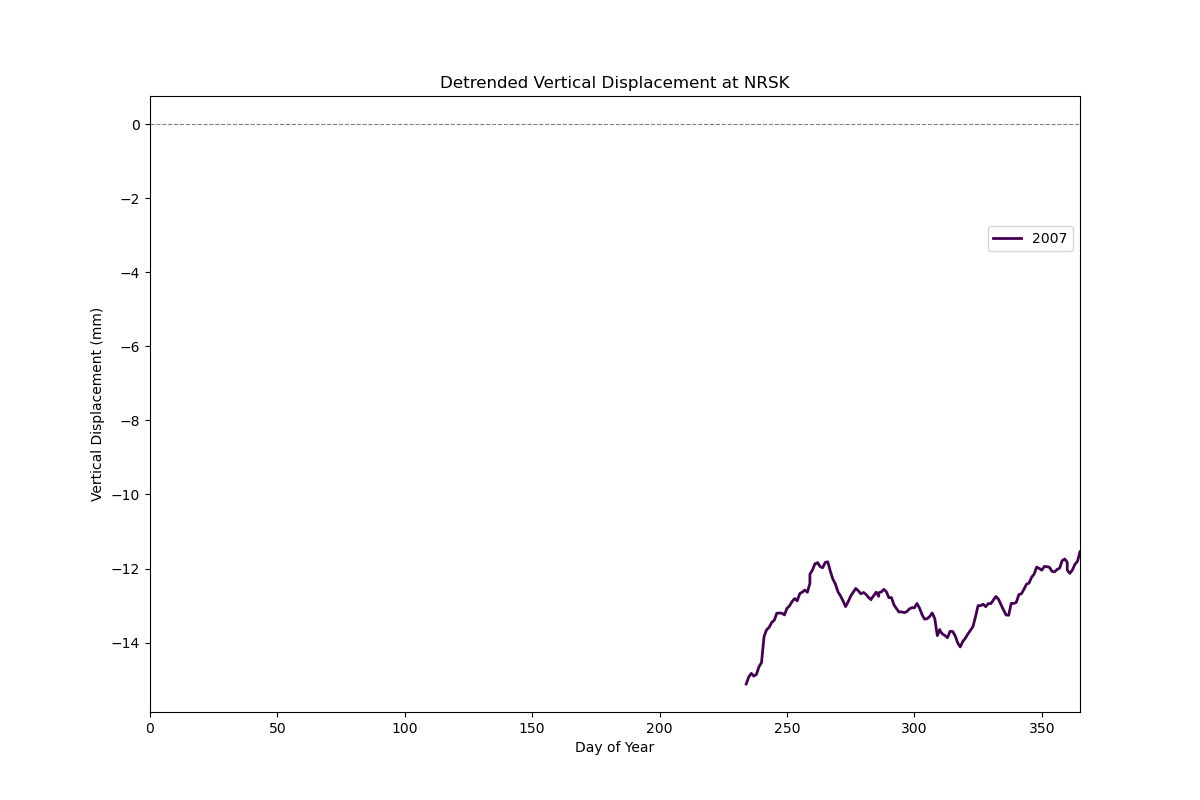 Detrended Vertical Displacement at NRSK
0
−2
−4
−6
−8
−10
−12
−14
Vertical Displacement (mm)
2007
0 50 100 150 200 250 300 350
Day of Year